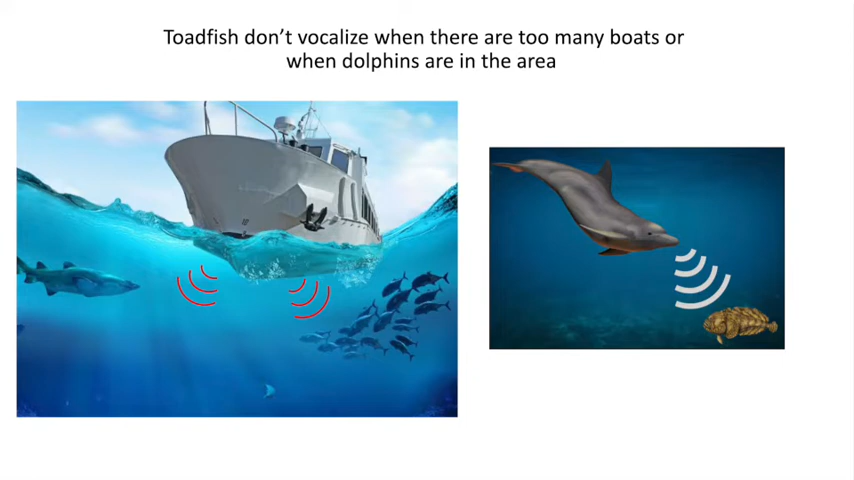 Toadfish don’t vocalize when there are too many boats or
when dolphins are in the area